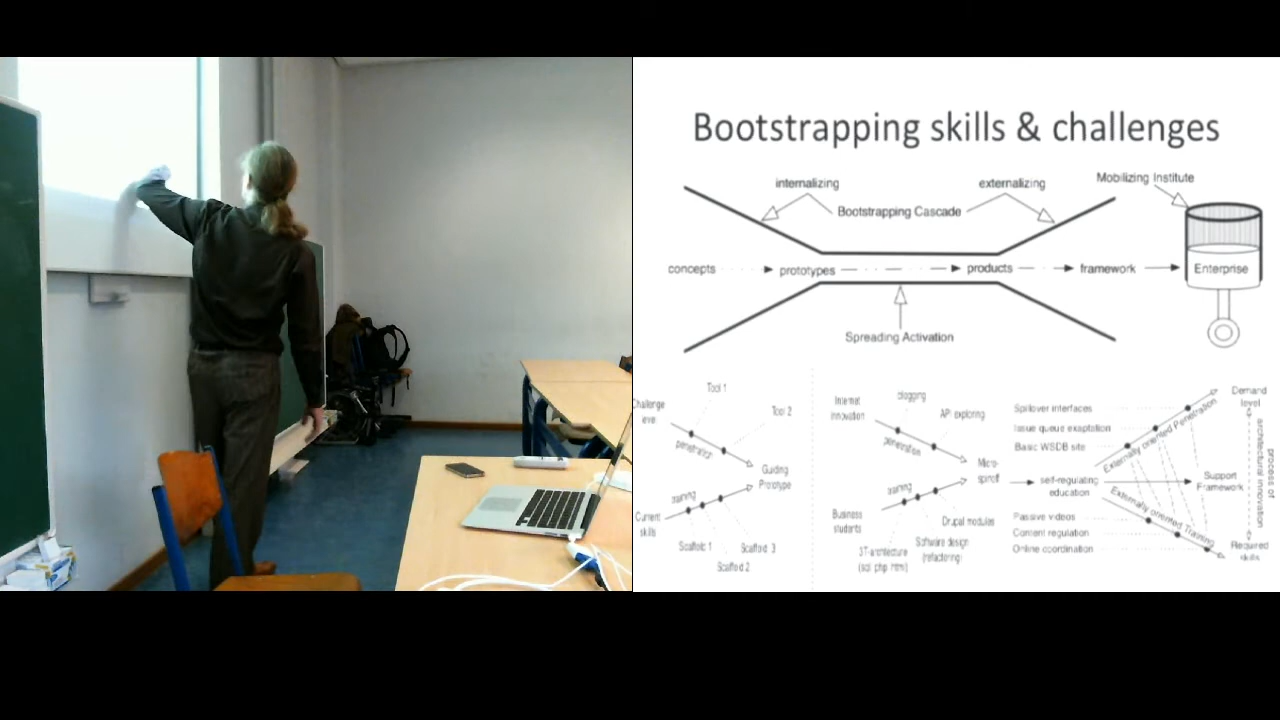 Bootstrapping skills & challenges
internalizing
externalizing
Mobilizing Institute
Bootstrapping Cascade
concepts
prototypes
products
framework
Enterprise
Spreading Activation
Challenge
level
Tool 1
Tool 2
penetrancy
Guiding
Prototype
training
Current
skills
Scaffold 1
Scaffold 3
Scaffold 2
Internet
innovation
blogging
API exploring
penetration
Micro-
spinoff
training
Business
students
Drupal modules
Software design
(refactoring)
3T-architecture
(sql php html)
Spillover interfaces
Issue queue exaptation
Basic WSDB site
self-regulating
education
Passive videos
Content regulation
Online coordination
Externally oriented Penetration
Externally oriented Training
Support
Framework
Demand
level
process of
architectural innovation
Required
skills